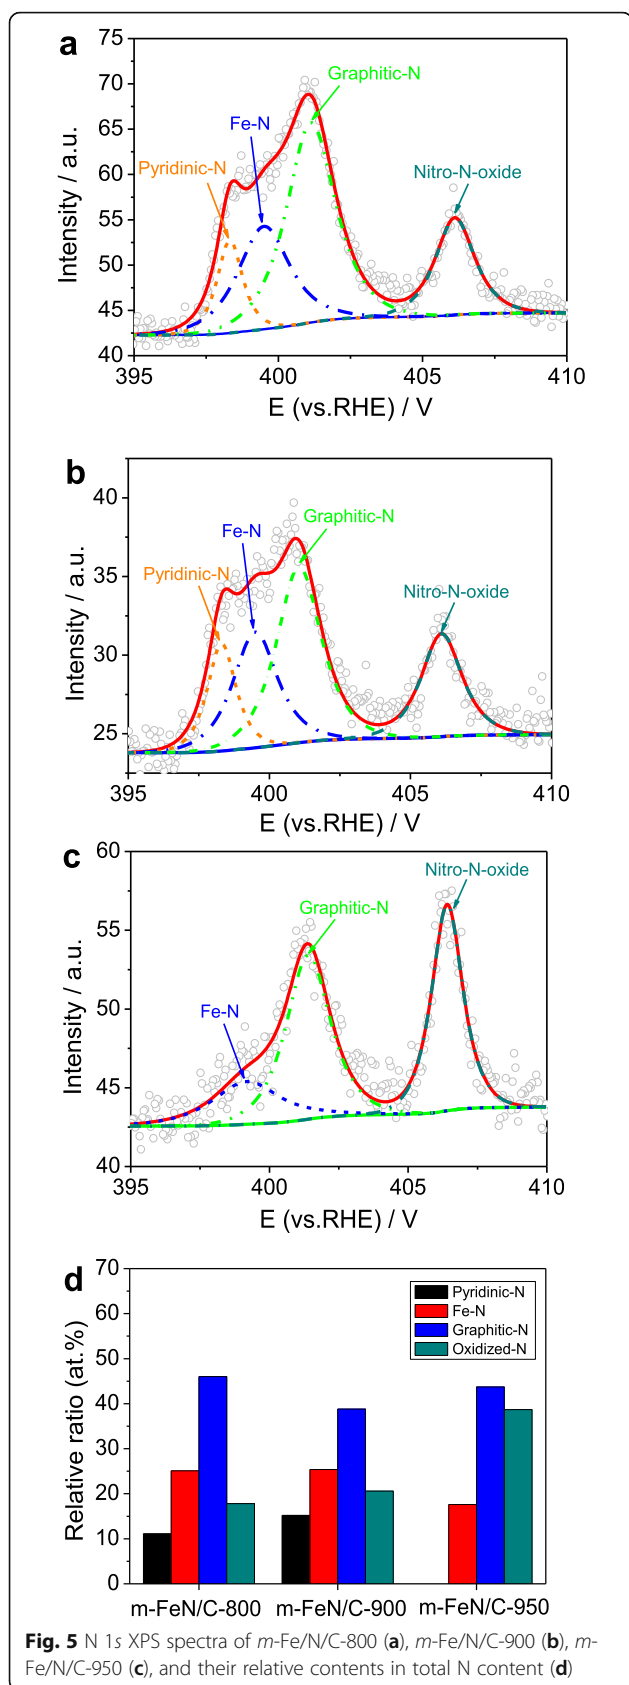 a
Graphitic-N
Fe-N
Pyridinic-N
Nitro-N-oxide
Intensity / a.u.
75
70
65
60
55
50
45
40
395 400 405 410
E (vs.RHE) / V
b
Graphitic-N
Fe-N
Pyridinic-N
Nitro-N-oxide
Intensity / a.u.
40
35
30
25
395 400 405 410
E (vs.RHE) / V
c
Nitro-N-oxide
Graphitic-N
Fe-N
Intensity / a.u.
60
55
50
45
40
395 400 405 410
E (vs.RHE) / V
d
Pyridinic-N
Fe-N
Graphitic-N
Oxidized-N
Relative ratio (at.%)
70
60
50
40
30
20
10
0
m-FeN/C-800 m-FeN/C-900 m-FeN/C-950
Fig. 5 N 1s XPS spectra of m-Fe/N/C-800 (a), m-Fe/N/C-900 (b), m-
Fe/N/C-950 (c), and their relative contents in total N content (d)